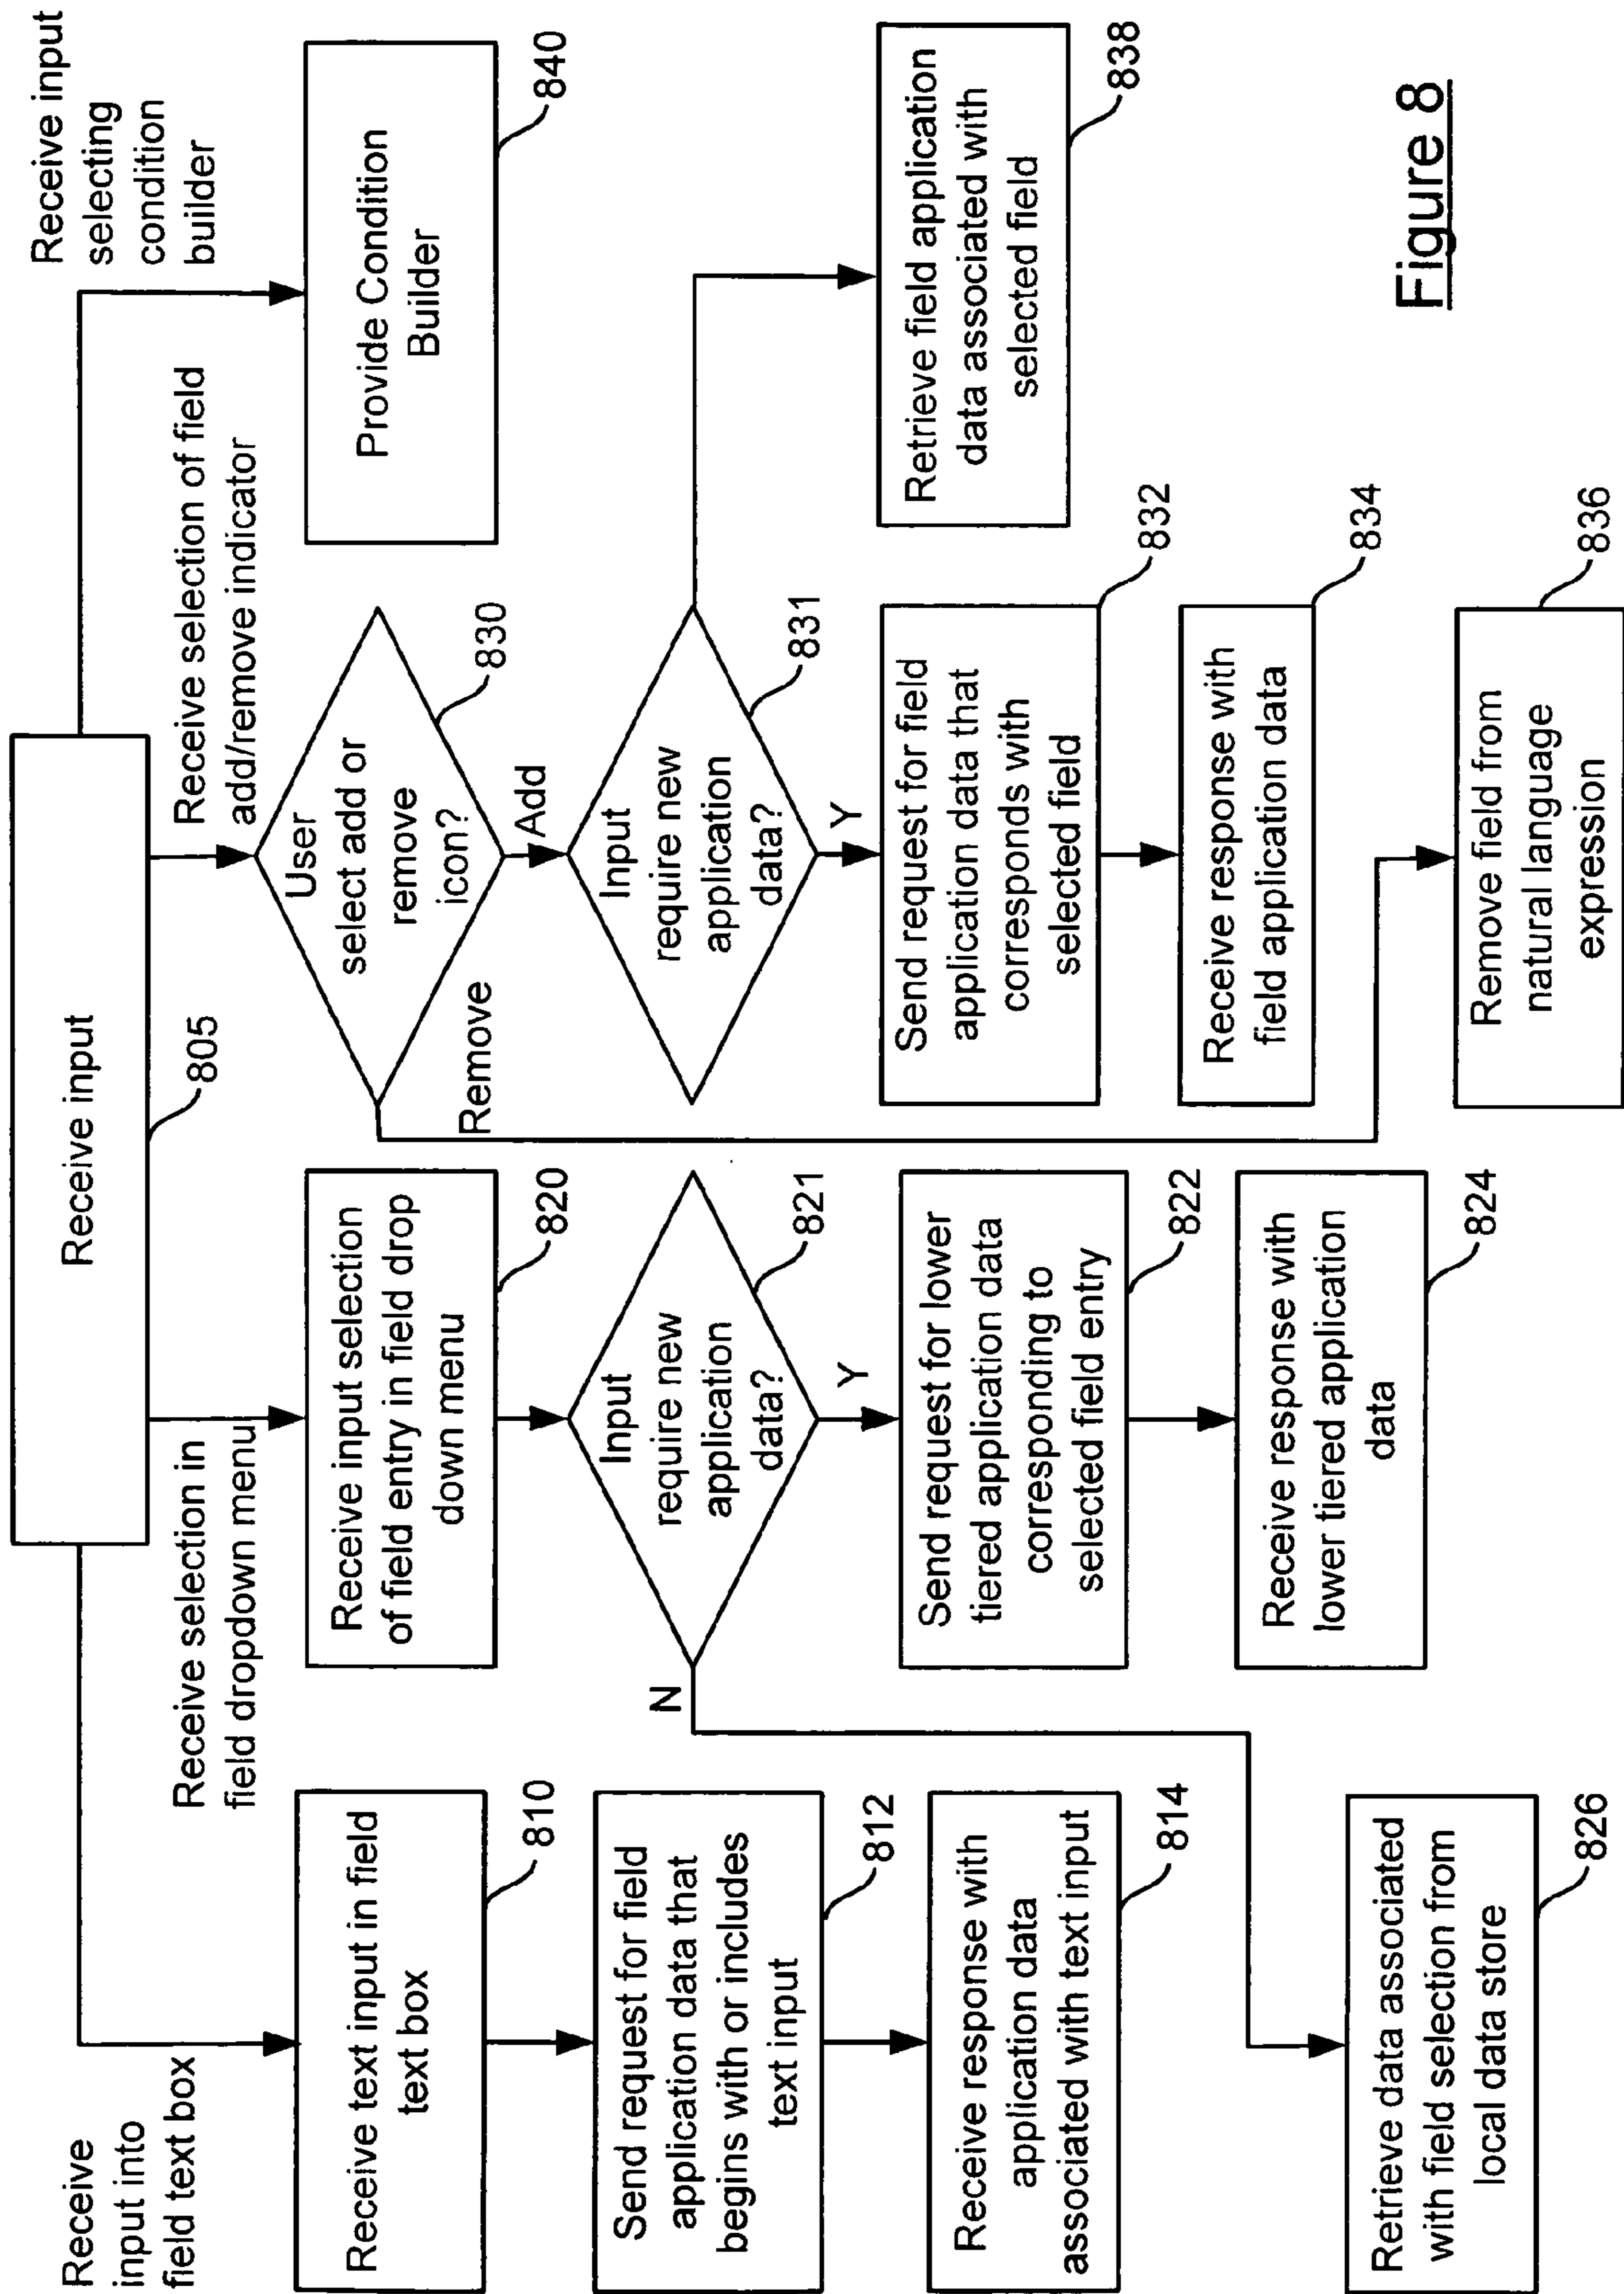 Receive input
805
Receive
input into
field text box
Receive text input in field
text box
810
Send request for field
application data that
begins with or includes
text input
812
Receive response with
application data
associated with text input
814
Receive selection in
field dropdown menu
Receive input selection
of field entry in field drop
down menu
820
Input
require new
application
data?
821
N
Y
Send request for lower
tiered application data
corresponding to
selected field entry
822
Receive response with
lower tiered application
data
824
Retrieve data associated
with field selection from
local data store
826
Receive selection of field
add/remove indicator
User
select add or
remove
icon?
830
Remove
Add
Input
require new
application
data?
831
Y
Send request for field
application data that
corresponds with
selected field
832
Receive response with
field application data
834
Remove field from
natural language
expression
836
Receive input
selecting
condition
builder
Provide Condition
Builder
840
Retrieve field application
data associated with
selected field
838
Figure 8